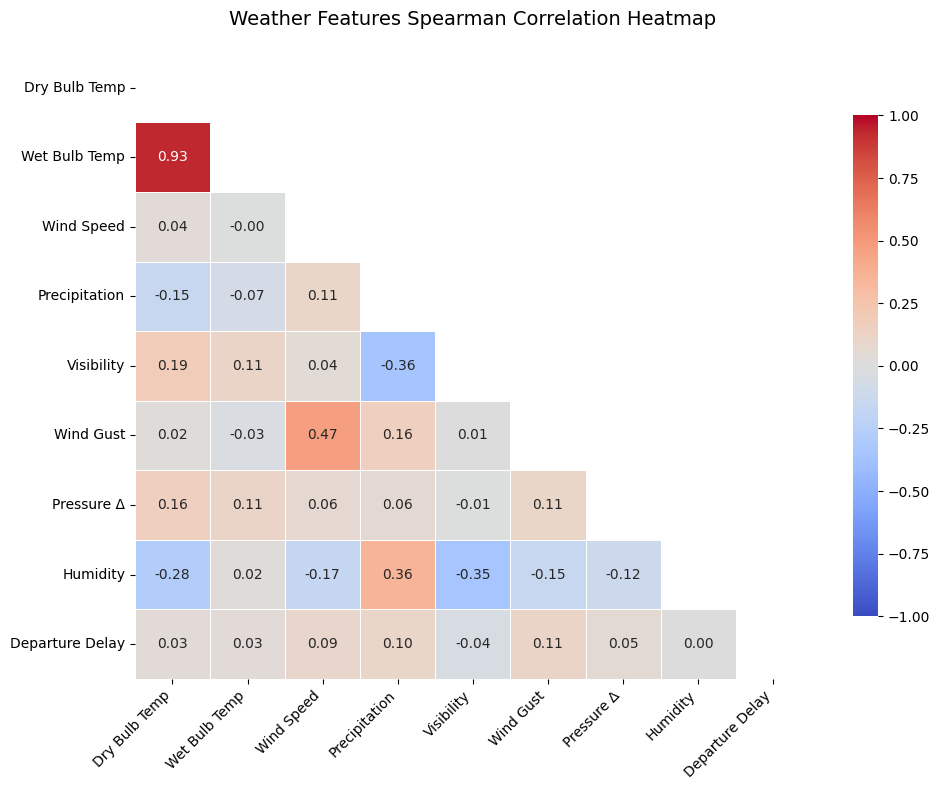 Weather Features Spearman Correlation Heatmap
Dry Bulb Temp
Wet Bulb Temp 0.93
Wind Speed 0.04 -0.00
Precipitation -0.15 -0.07 0.11
Visibility 0.19 0.11 0.04 -0.36
Wind Gust 0.02 -0.03 0.47 0.16 0.01
Pressure Δ 0.16 0.11 0.06 0.06 -0.01 0.11
Humidity -0.28 0.02 -0.17 0.36 -0.35 -0.15 -0.12
Departure Delay 0.03 0.03 0.09 0.10 -0.04 0.11 0.05 0.00
Dry Bulb Temp
Wet Bulb Temp
Wind Speed
Precipitation
Visibility
Wind Gust
Pressure Δ
Humidity
Departure Delay
1.00
0.75
0.50
0.25
0.00
−0.25
−0.50
−0.75
−1.00